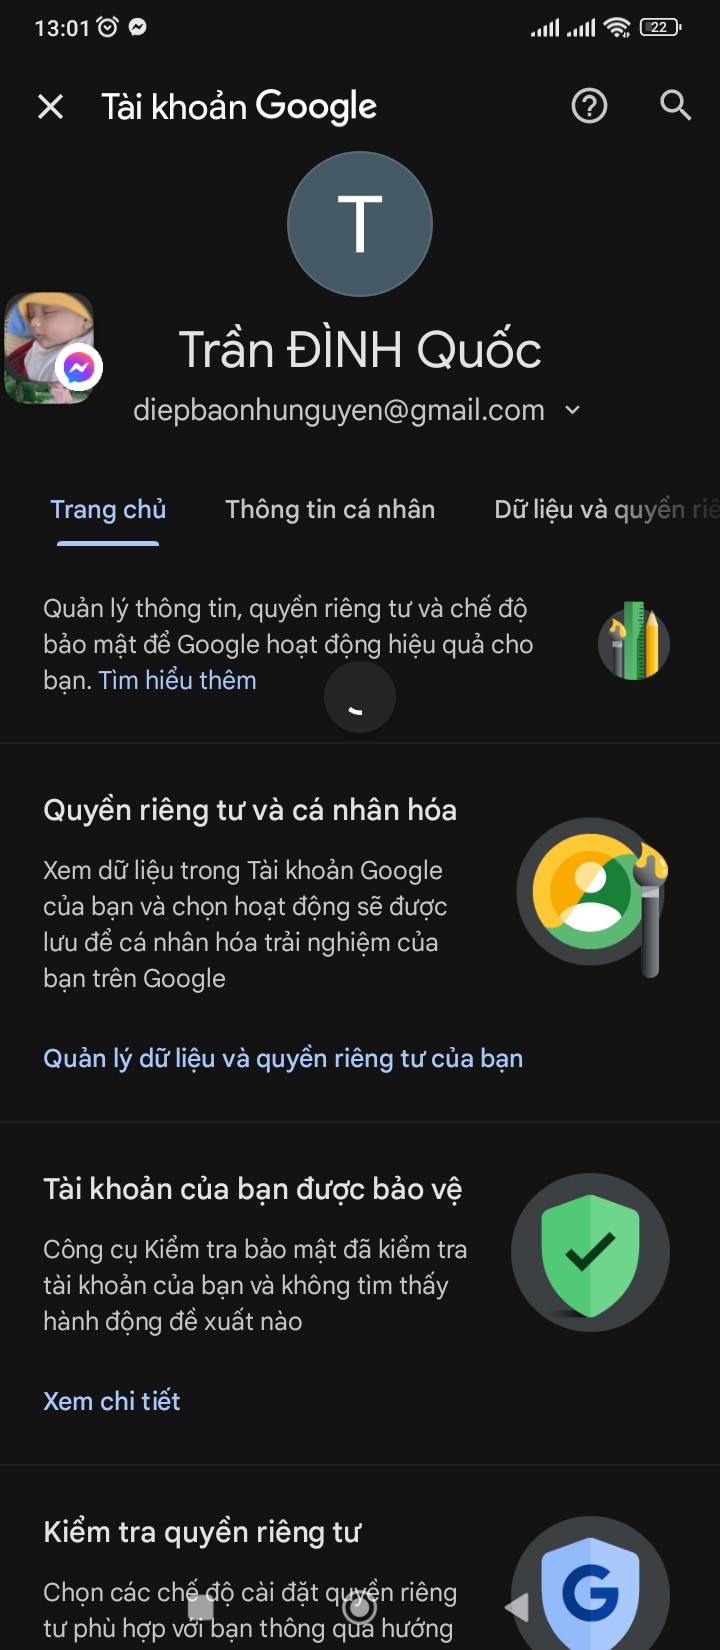 13:01
22
Tài khoản Google
T
Trần ĐÌNH Quốc
diepbaonhunguyen@gmail.com
Trang chủ Thông tin cá nhân Dữ liệu và quyền riê
Quản lý thông tin, quyền riêng tư và chế độ
bảo mật để Google hoạt động hiệu quả cho
bạn. Tìm hiểu thêm
Quyền riêng tư và cá nhân hóa
Xem dữ liệu trong Tài khoản Google
của bạn và chọn hoạt động sẽ được
lưu để cá nhân hóa trải nghiệm của
bạn trên Google
Quản lý dữ liệu và quyền riêng tư của bạn
Tài khoản của bạn được bảo vệ
Công cụ Kiểm tra bảo mật đã kiểm tra
tài khoản của bạn và không tìm thấy
hành động đề xuất nào
Xem chi tiết
Kiểm tra quyền riêng tư
Chọn các chế độ cài đặt quyền riêng
tư phù hợp với bạn thông qua hướng
G